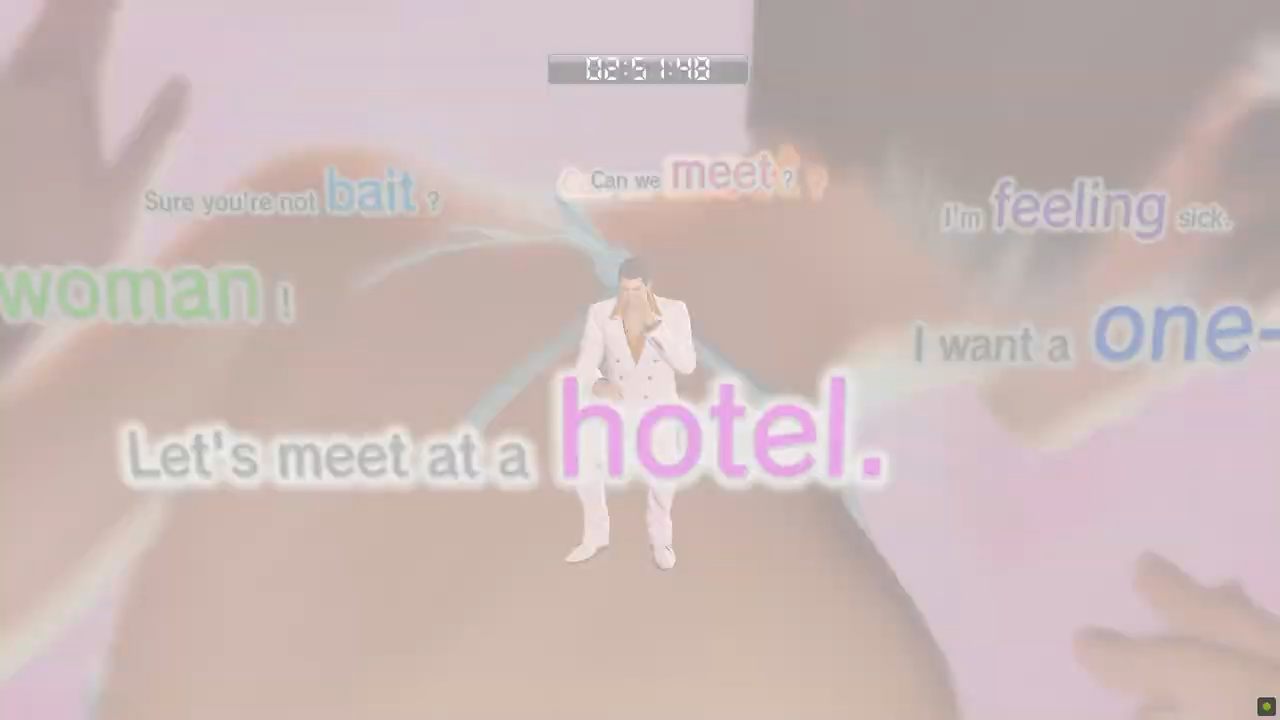 02:51:48
Can we meet?
Sure you're not bait?
I'm feeling sick.
woman!
I want a one-
Let's meet at a hotel.